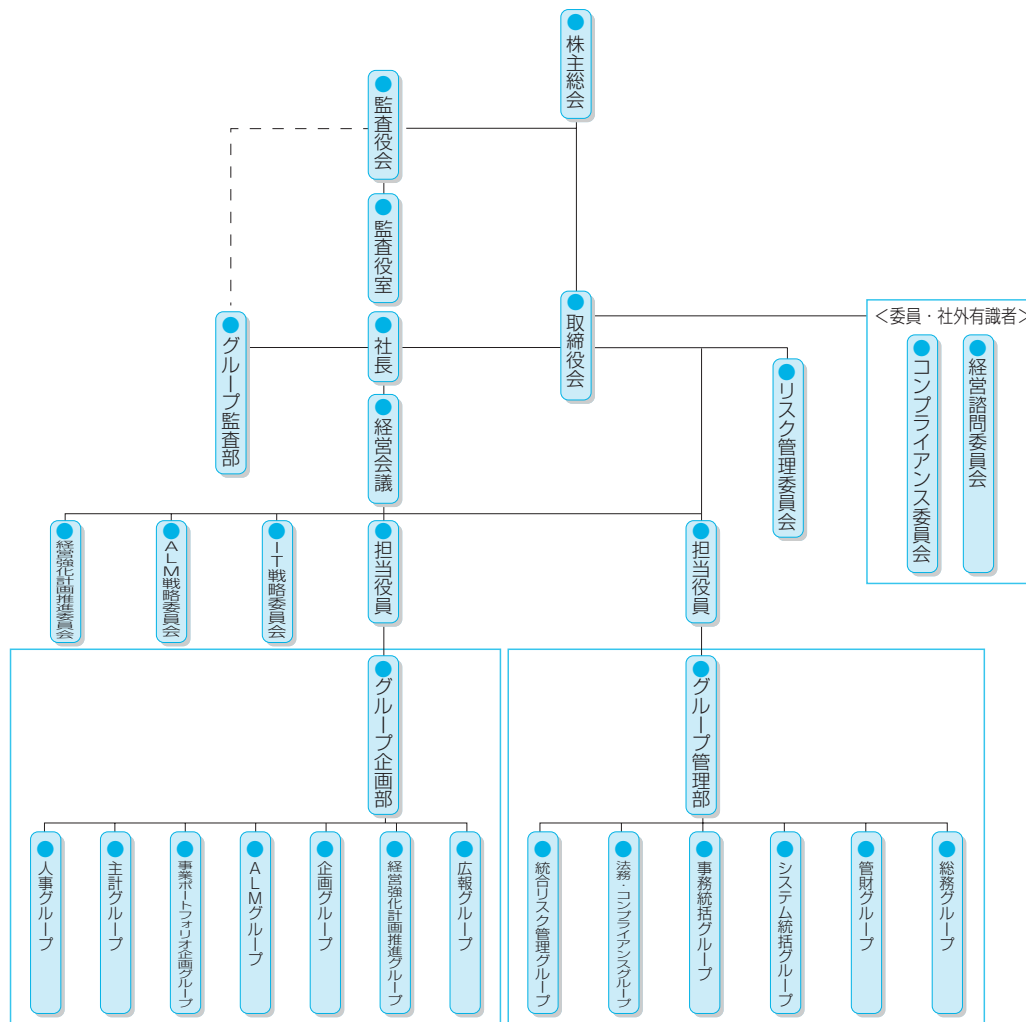 株主総会
監査役会
監査役室
取締役会
＜委員・社外有識者＞
コンプライアンス委員会
経営諮問委員会
グループ監査部
社長
経営会議
リスク管理委員会
経営強化計画推進委員会
ALM戦略委員会
IT戦略委員会
担当役員
担当役員
グループ企画部
グループ管理部
人事グループ
主計グループ
事業ポートフォリオ企画グループ
ALMグループ
企画グループ
経営強化計画推進グループ
広報グループ
統合リスク管理グループ
法務・コンプライアンスグループ
事務統括グループ
システム統括グループ
管財グループ
総務グループ